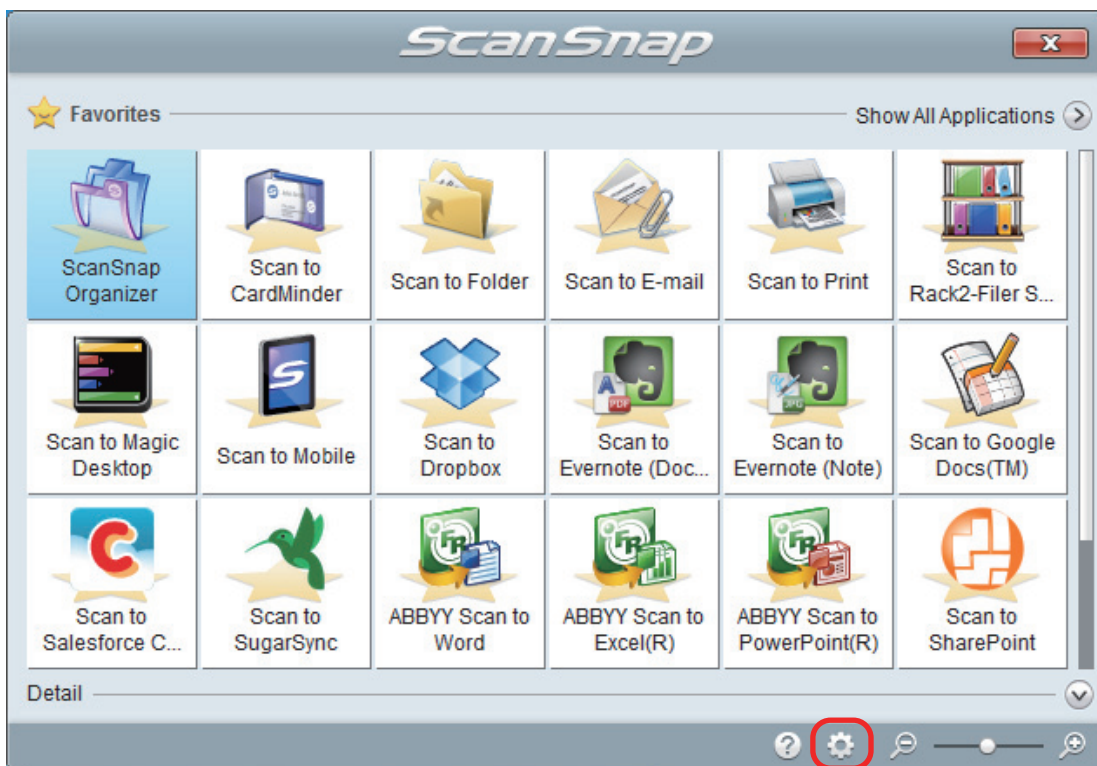 ScanSnap
Favorites
Show All Applications
ScanSnap
Organizer
Scan to
CardMinder
Scan to Folder
Scan to E-mail
Scan to Print
Scan to
Rack2-Filer S...
Scan to Magic
Desktop
Scan to Mobile
Scan to
Dropbox
Scan to
Evernote (Doc...
Scan to
Evernote (Note)
Scan to Google
Docs(TM)
Scan to
Salesforce C...
Scan to
SugarSync
ABBYY Scan to
Word
ABBYY Scan to
Excel(R)
ABBYY Scan to
PowerPoint(R)
Scan to
SharePoint
Detail